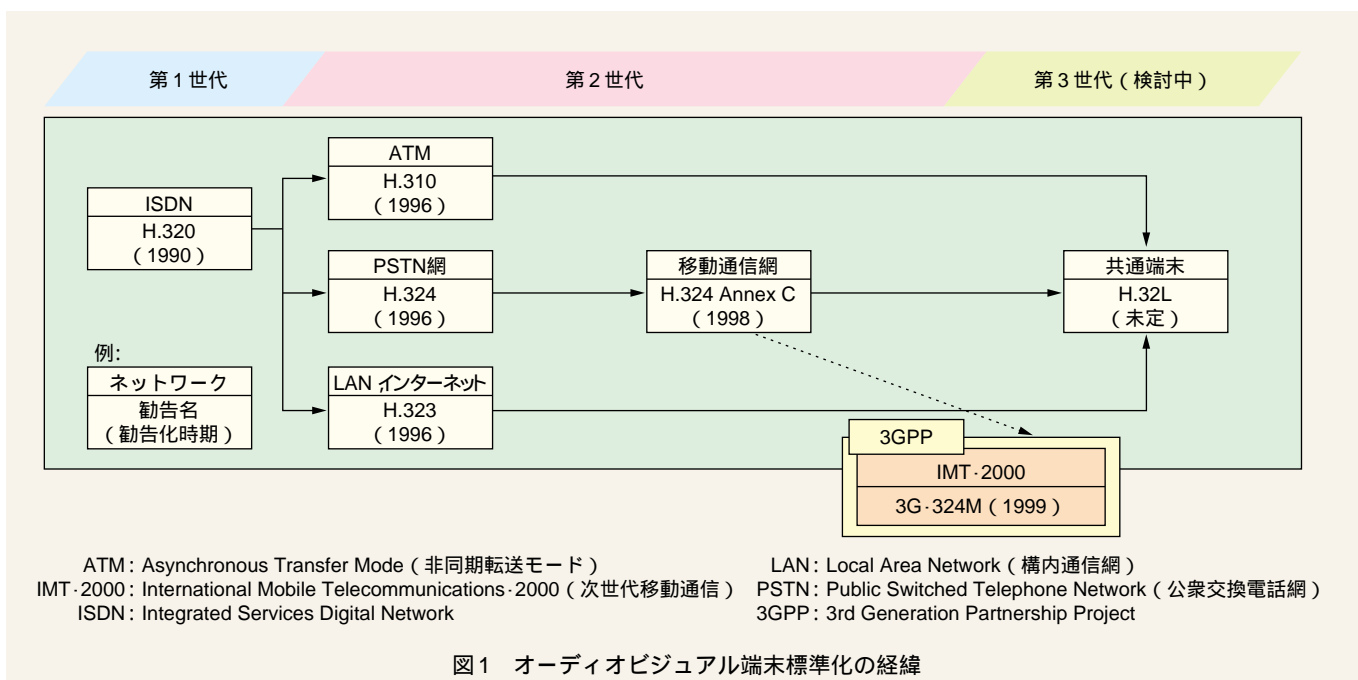 第1世代
第2世代
第3世代（検討中）
ISDN
H.320
（1990）
ATM
H.310
（1996）
PSTN網
H.324
（1996）
LAN,インターネット
H.323
（1996）
移動通信網
H.324 Annex C
（1998）
共通端末
H.32L
（未定）
例:
ネットワーク
勧告名
（勧告化時期）
3GPP
IMT·2000
3G·324M（1999）
ATM : Asynchronous Transfer Mode（非同期転送モード）
IMT·2000 : International Mobile Telecommunications·2000（次世代移動通信）
ISDN : Integrated Services Digital Network
LAN : Local Area Network（構内通信網）
PSTN : Public Switched Telephone Network（公衆交換電話網）
3GPP : 3rd Generation Partnership Project
図1　オーディオビジュアル端末標準化の経緯